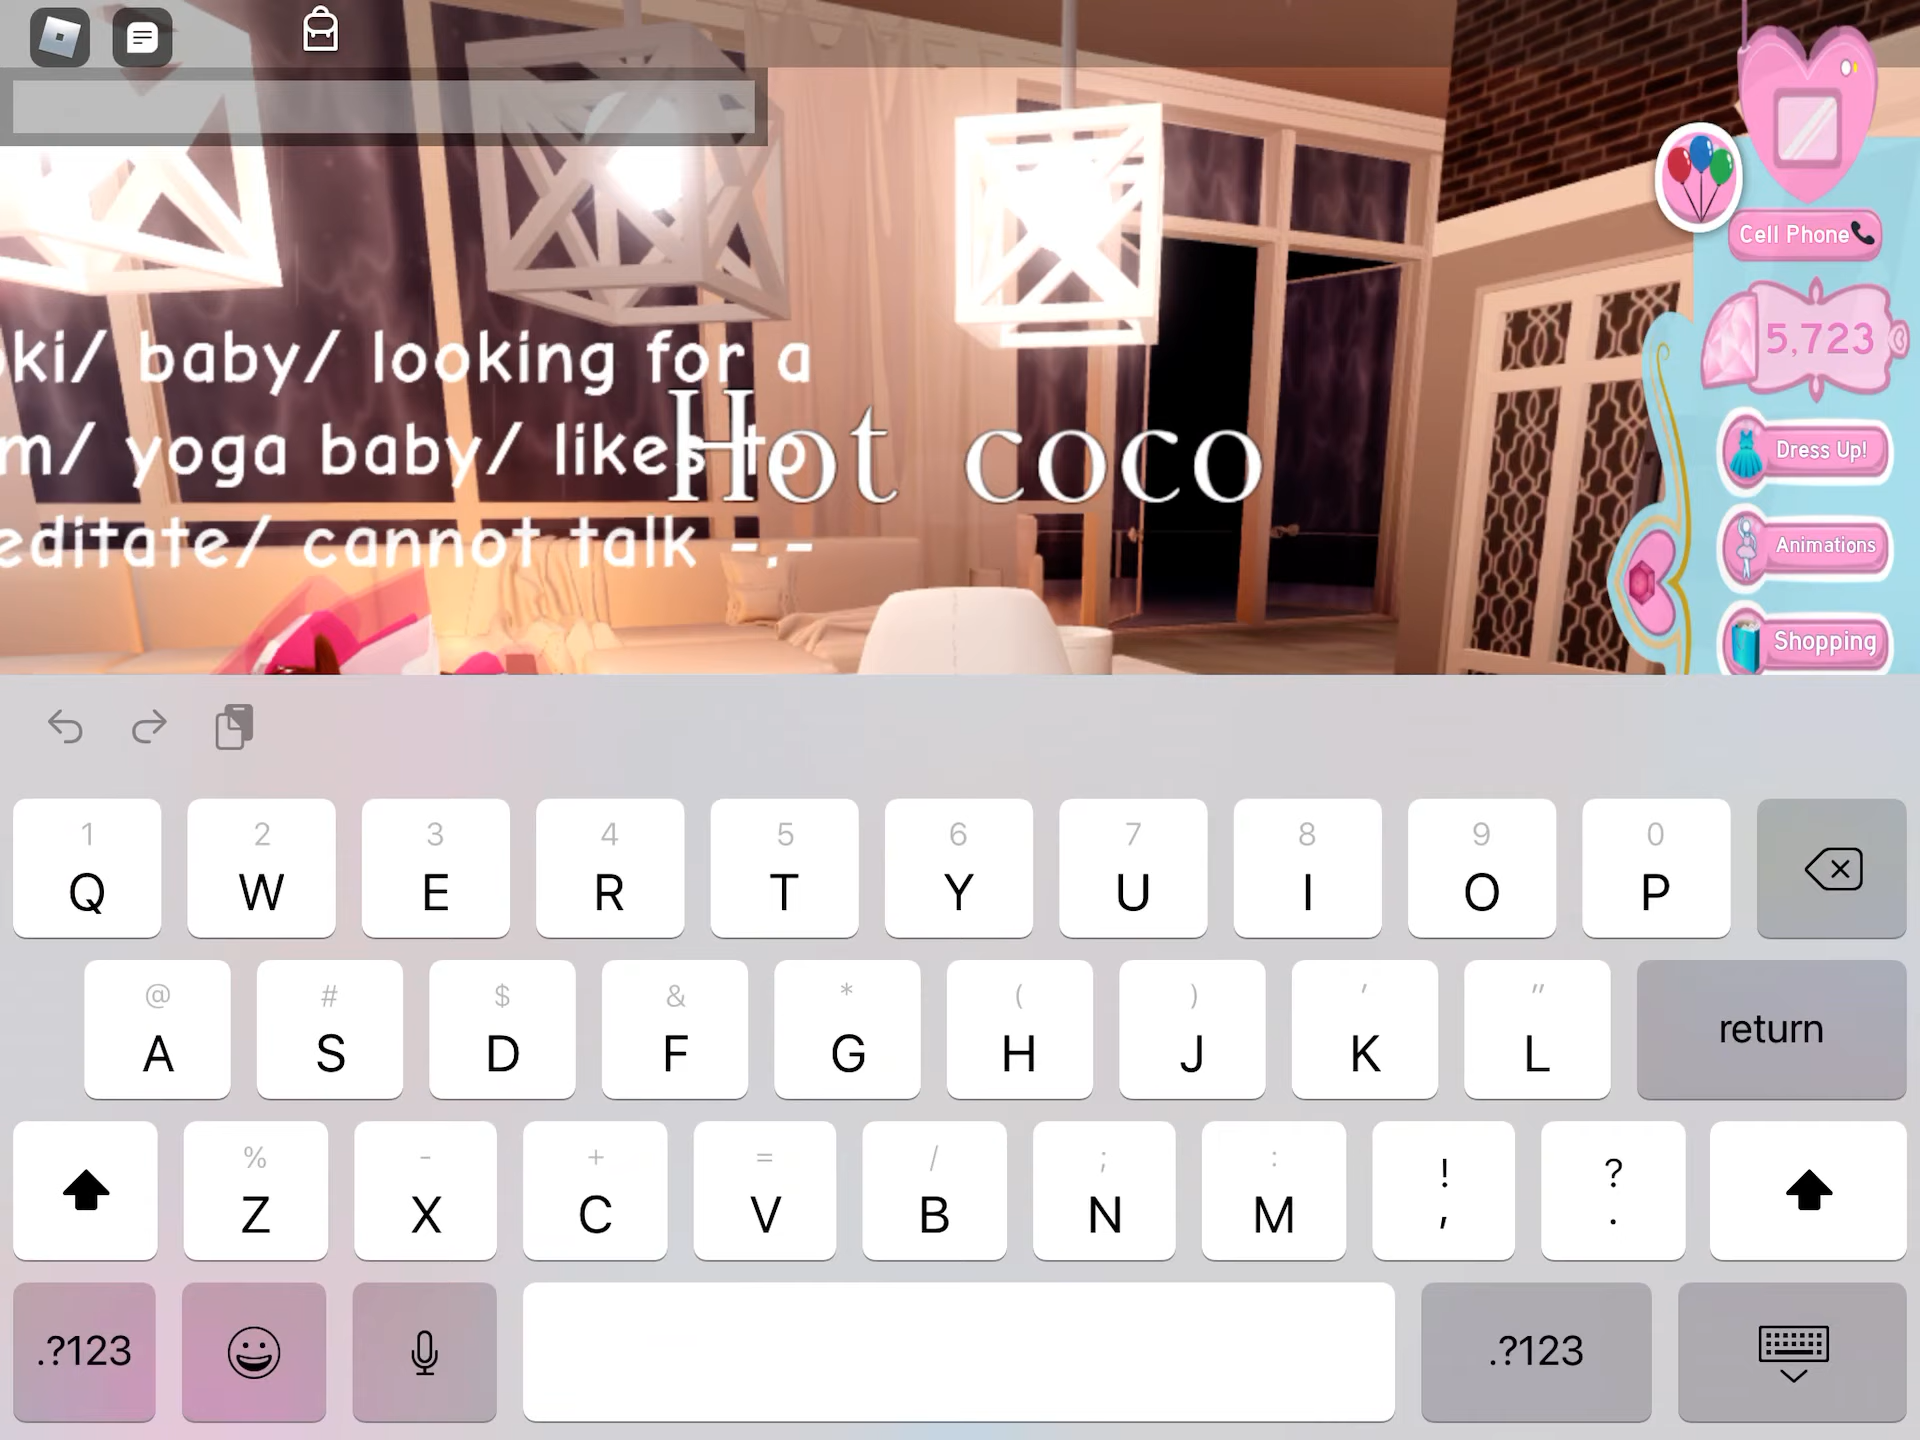 ki/ baby/ looking for a
m/ yoga baby/ likes to
editate/ cannot talk -.-
Hot coco
Cell Phone
5,723
Dress Up!
Animations
Shopping
1 2 3 4 5 6 7 8 9 0
Q W E R T Y U I O P
@ # $ & * ( ) ' "
A S D F G H J K L return
% - + = / ; : ! ?
Z X C V B N M , .
.?123 .?123